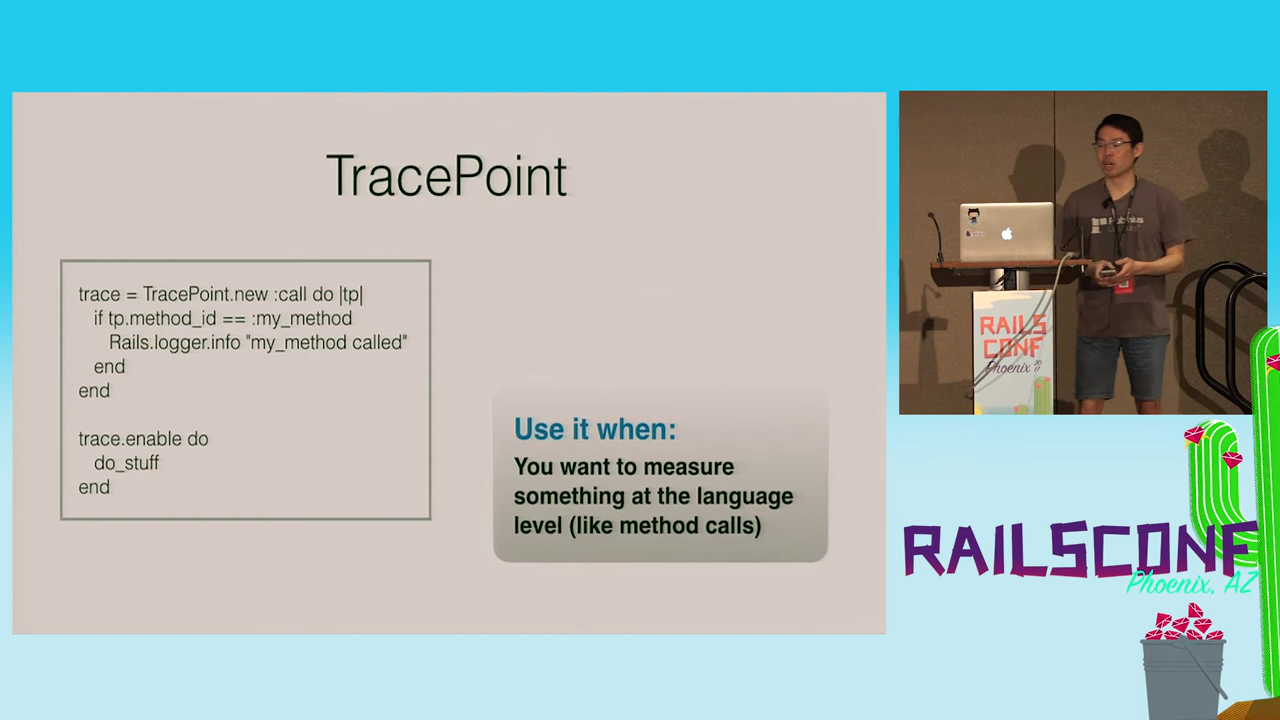 TracePoint
trace = TracePoint.new :call do |tp|
if tp.method_id == :my_method
Rails.logger.info "my_method called"
end
end
trace.enable do
do_stuff
end
Use it when:
You want to measure
something at the language
level (like method calls)
RAILS
CONF
Phoenix 20
17
RAILSCONF
Phoenix, AZ